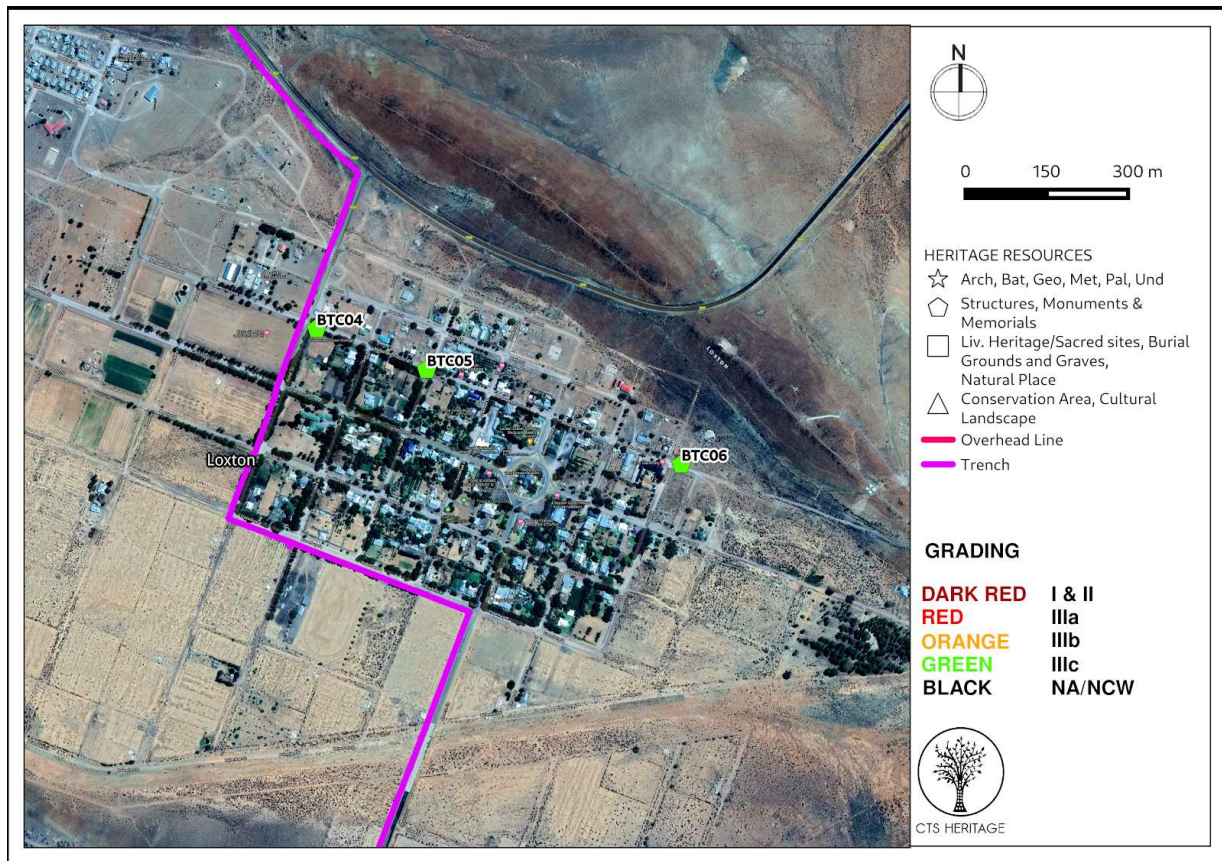 BTC04
BTC05
LOXTON
BTC06
Loxton
N
0 150 300 m
HERITAGE RESOURCES
Arch, Bat, Geo, Met, Pal, Und
Structures, Monuments &
Memorials
Liv. Heritage/Sacred sites, Burial
Grounds and Graves,
Natural Place
Conservation Area, Cultural
Landscape
Overhead Line
Trench
GRADING
DARK RED I & II
RED IIIa
ORANGE IIIb
GREEN IIIc
BLACK NA/NCW
CTS HERITAGE